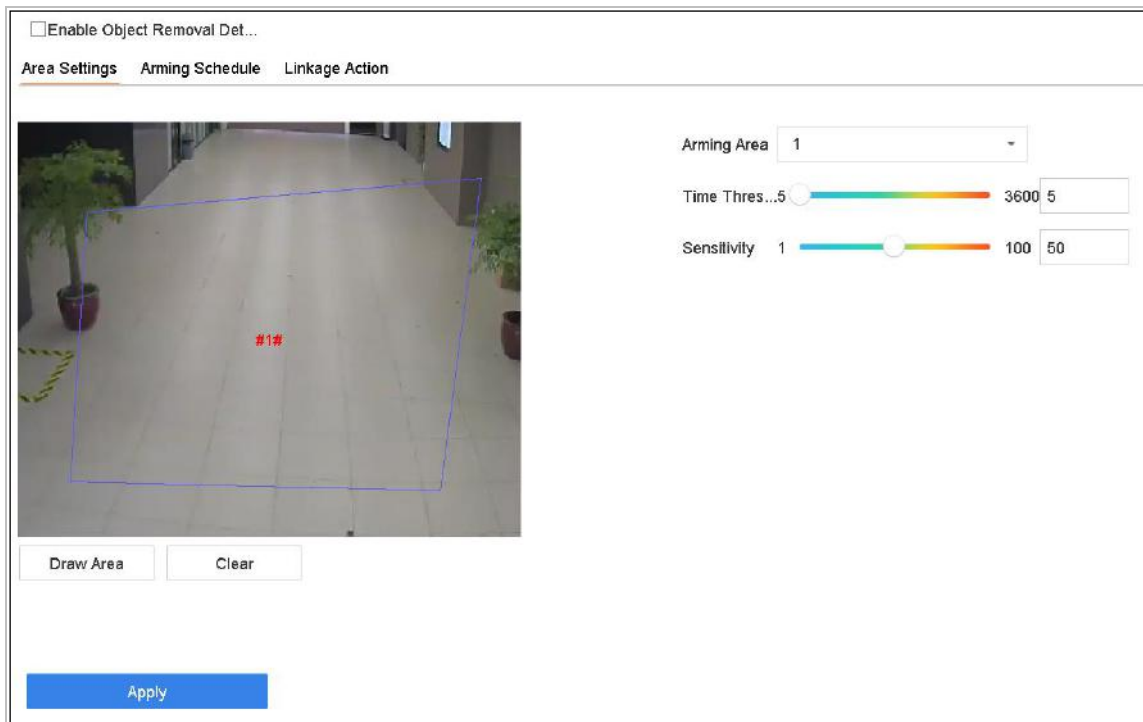 Enable Object Removal Det...
Area Settings Arming Schedule Linkage Action
Arming Area 1
Time Thres...5 3600 5
Sensitivity 1 100 50
#1#
Draw Area Clear
Apply